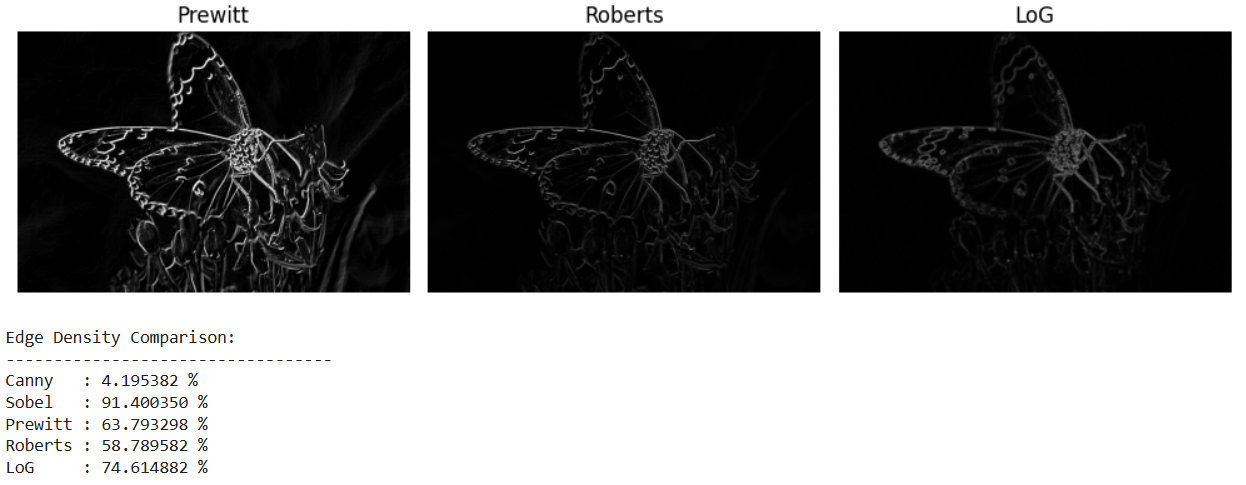 Prewitt
Roberts
LoG
Edge Density Comparison:
----------------------------------
Canny   : 4.195382 %
Sobel   : 91.400350 %
Prewitt : 63.793298 %
Roberts : 58.789582 %
LoG     : 74.614882 %